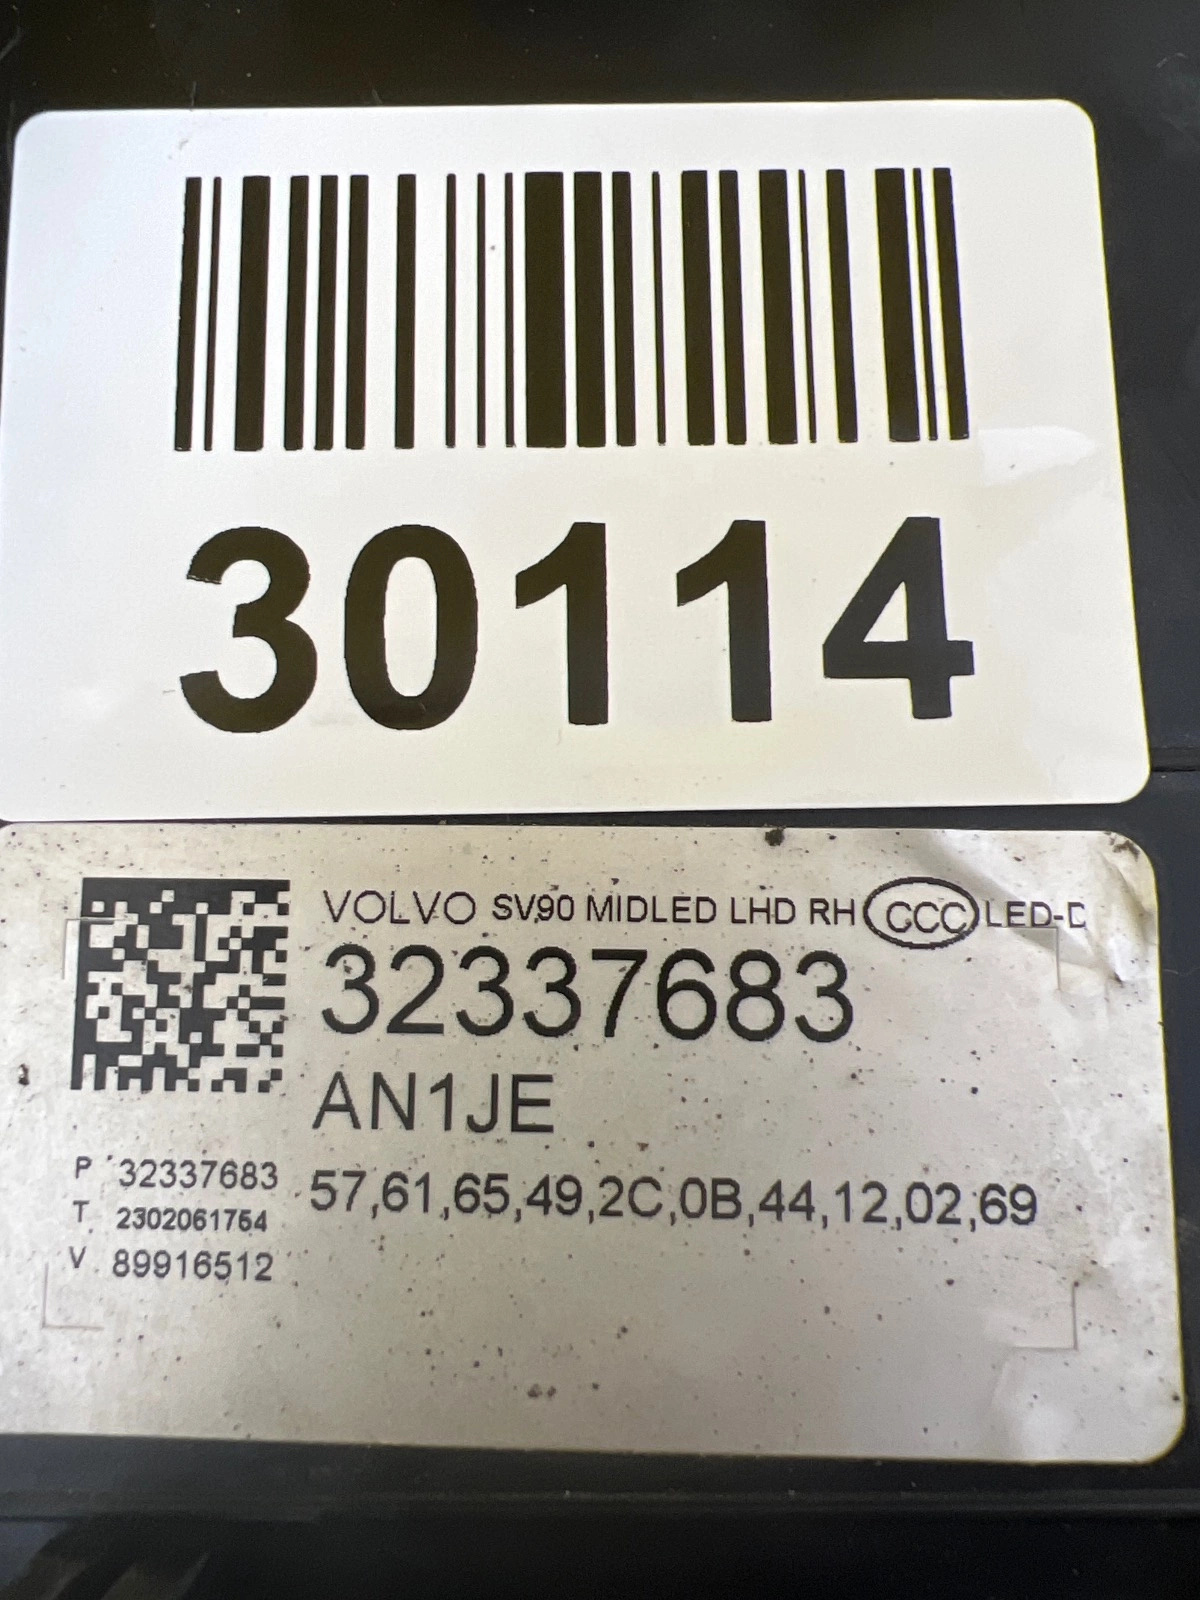 30114
VOLVO SV90 MIDLED LHD RH CCC LED-D
32337683
AN1JE
P 32337683
57,61,65,49,2C,0B,44,12,02,69
T 2302061754
V 89916512